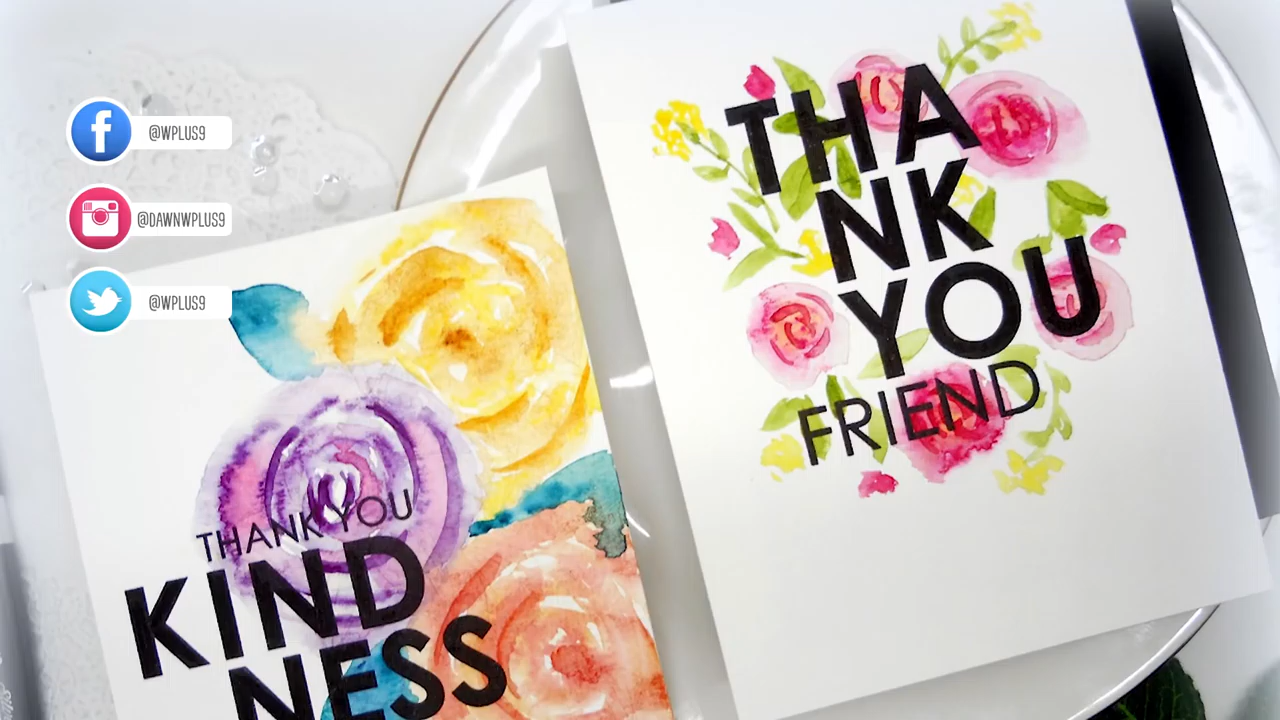 @WPLUS9
@DAWNWPLUS9
@WPLUS9
THANK YOU
KIND
NESS
THA
NK
YOU
FRIEND